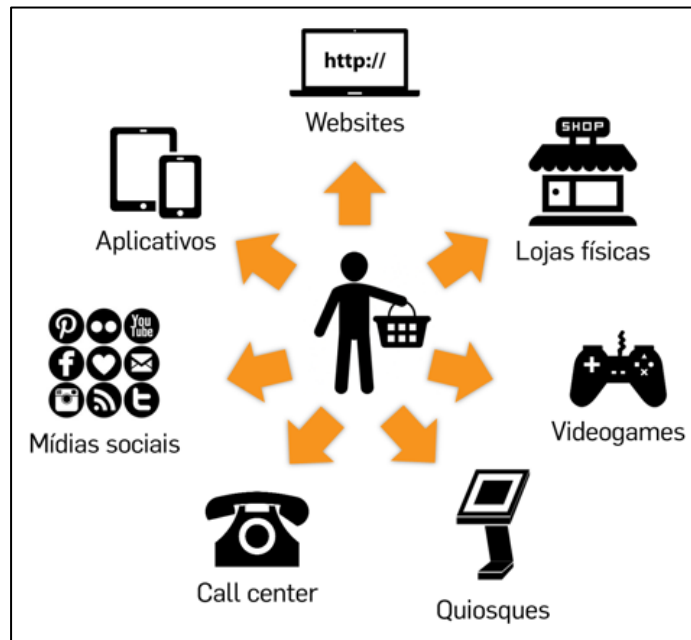 http://
Websites
SHOP
Aplicativos
Lojas físicas
You
Tube
Mídias sociais
Videogames
Call center
Quiosques